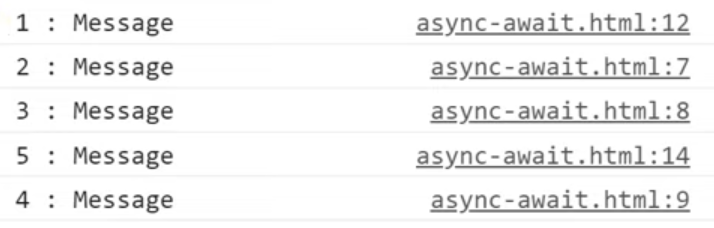 1 : Message async-await.html:12
2 : Message async-await.html:7
3 : Message async-await.html:8
5 : Message async-await.html:14
4 : Message async-await.html:9